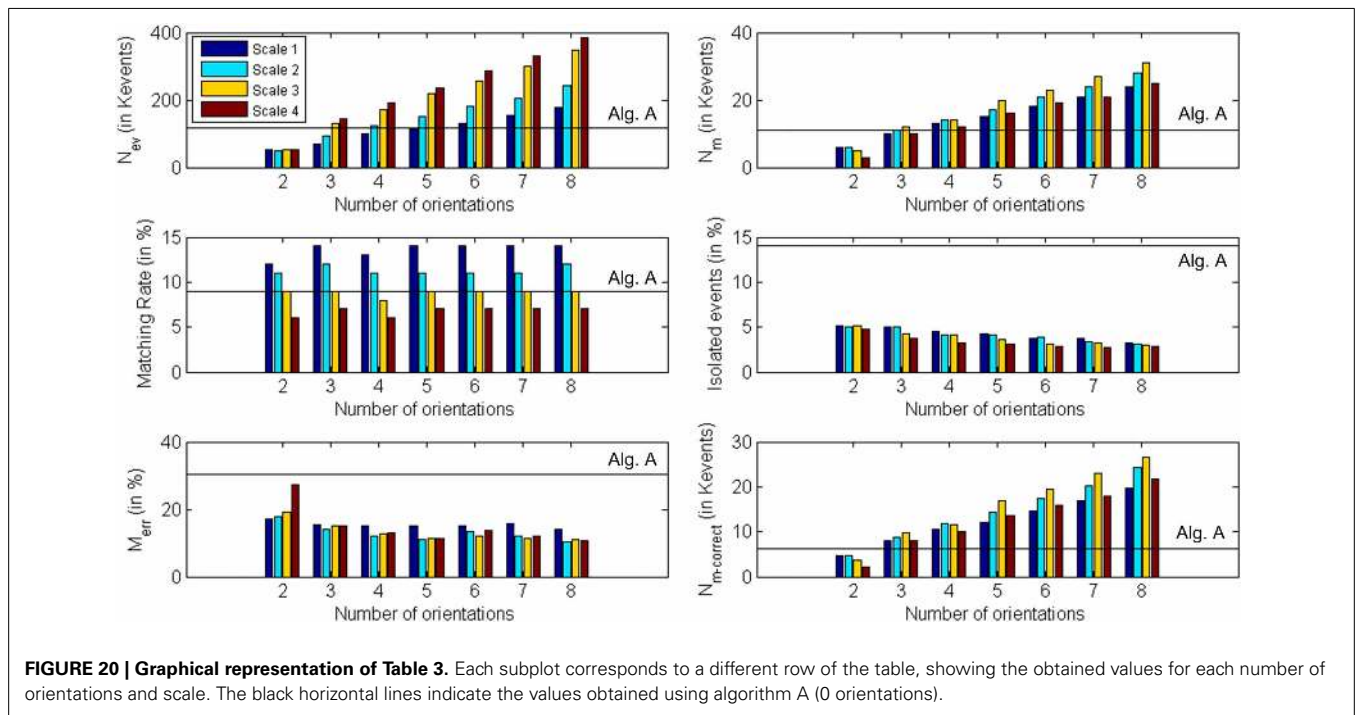 400
200
0
N_ev (in Kevents)
Scale 1
Scale 2
Scale 3
Scale 4
Alg. A
2 3 4 5 6 7 8
Number of orientations
40
20
0
N_m (in Kevents)
Alg. A
2 3 4 5 6 7 8
Number of orientations
15
10
5
0
Matching Rate (in %)
Alg. A
2 3 4 5 6 7 8
Number of orientations
15
10
5
0
Isolated events (in %)
Alg. A
2 3 4 5 6 7 8
Number of orientations
40
20
0
M_err (in %)
Alg. A
2 3 4 5 6 7 8
Number of orientations
30
20
10
0
N_m-correct (in Kevents)
Alg. A
2 3 4 5 6 7 8
Number of orientations
FIGURE 20 | Graphical representation of Table 3. Each subplot corresponds to a different row of the table, showing the obtained values for each number of
orientations and scale. The black horizontal lines indicate the values obtained using algorithm A (0 orientations).